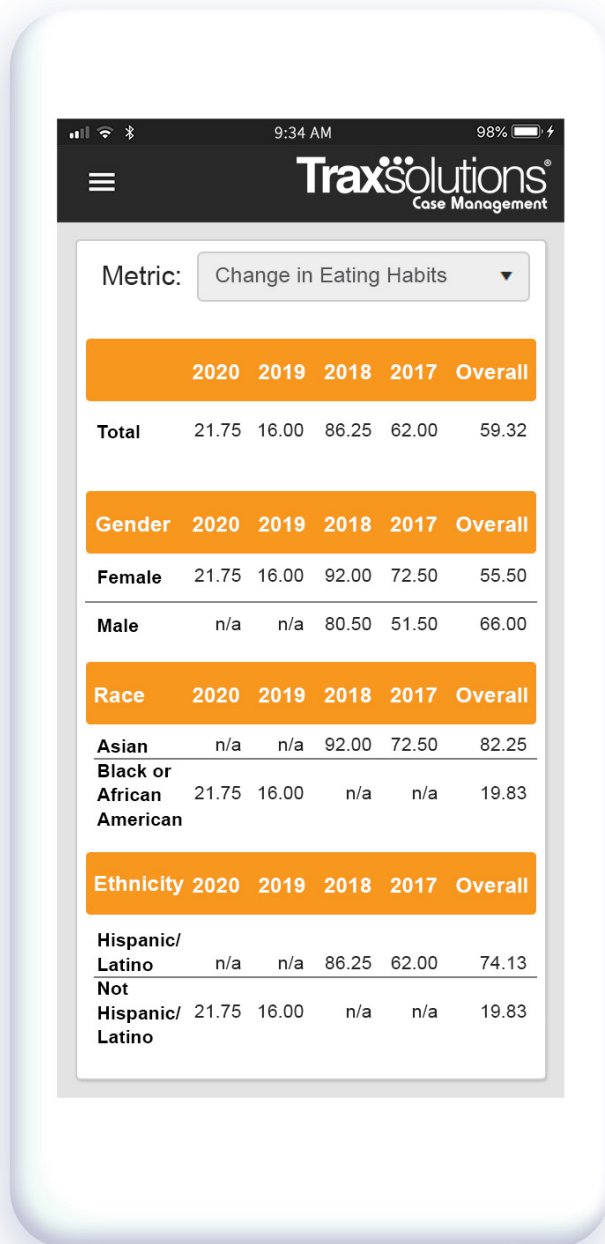 9:34 AM 98%
Traxsolutions®
Case Management
Metric: Change in Eating Habits
2020 2019 2018 2017 Overall
Total 21.75 16.00 86.25 62.00 59.32
Gender 2020 2019 2018 2017 Overall
Female 21.75 16.00 92.00 72.50 55.50
Male n/a n/a 80.50 51.50 66.00
Race 2020 2019 2018 2017 Overall
Asian n/a n/a 92.00 72.50 82.25
Black or
African 21.75 16.00 n/a n/a 19.83
American
Ethnicity 2020 2019 2018 2017 Overall
Hispanic/
Latino n/a n/a 86.25 62.00 74.13
Not
Hispanic/ 21.75 16.00 n/a n/a 19.83
Latino